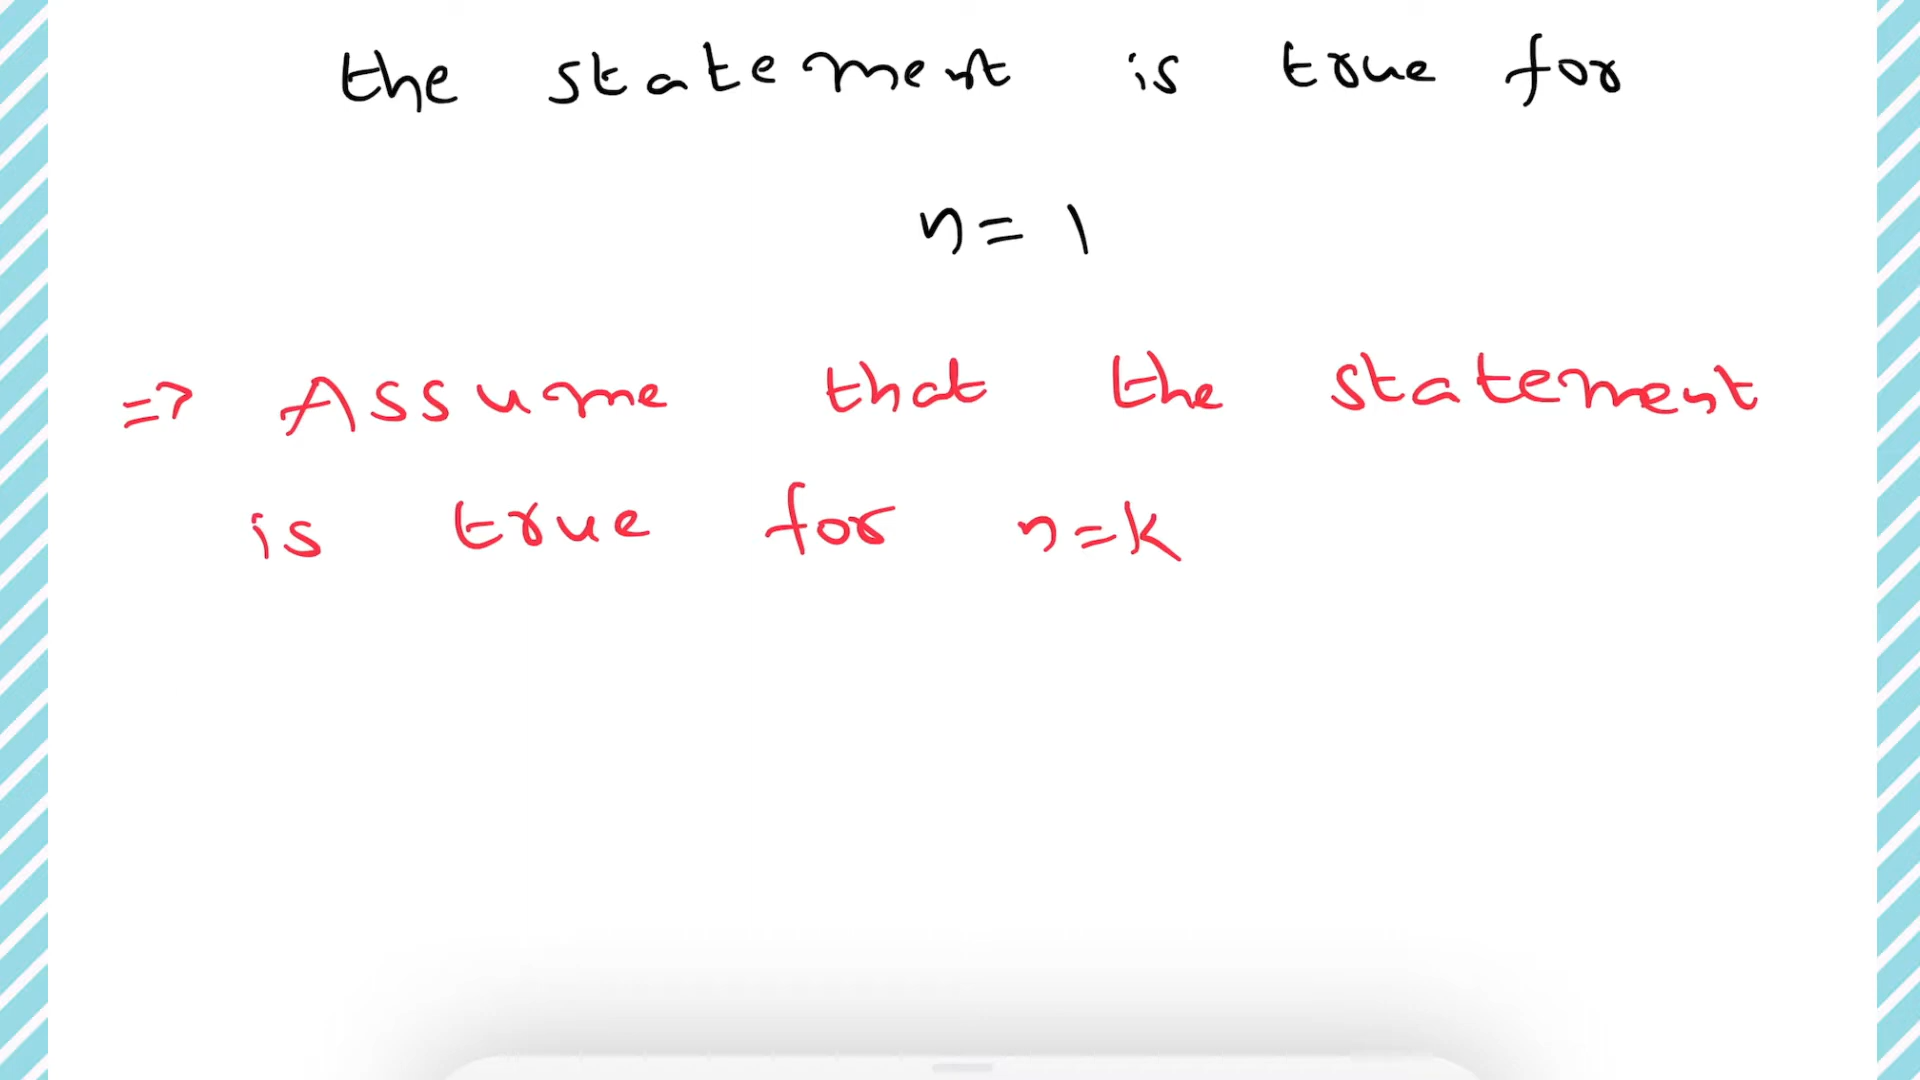 the statement is true for
n = 1
=> Assume that the statement
is true for n=k